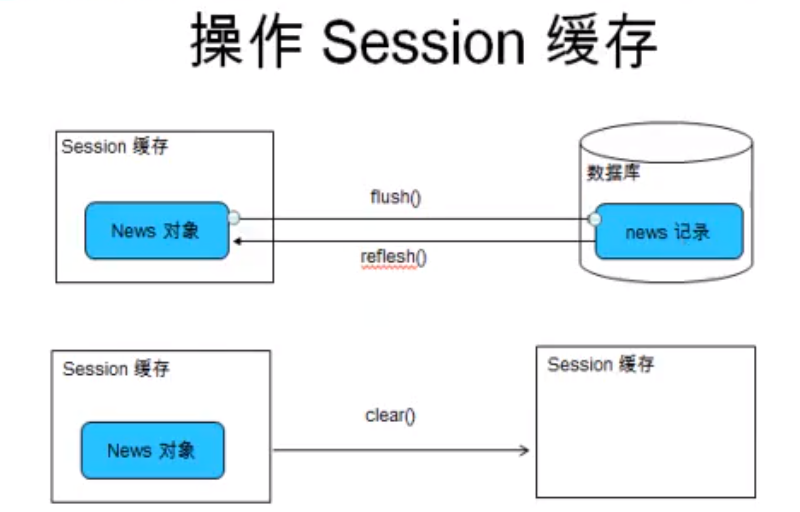 操作 Session 缓存
Session 缓存
数据库
flush()
News 对象
news 记录
reflesh()
Session 缓存
Session 缓存
clear()
News 对象